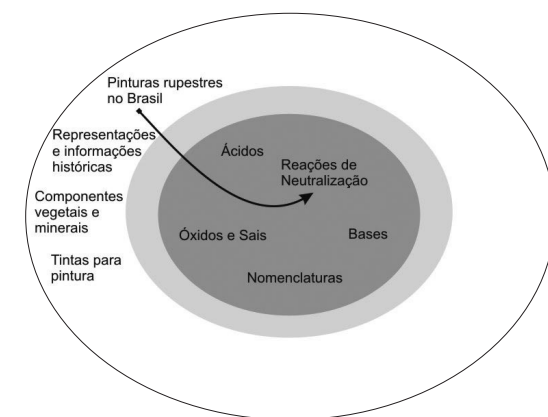 Pinturas rupestres
no Brasil
Representações
e informações
históricas
Ácidos
Reações de
Neutralização
Componentes
vegetais e
minerais
Óxidos e Sais
Bases
Tintas para
pintura
Nomenclaturas